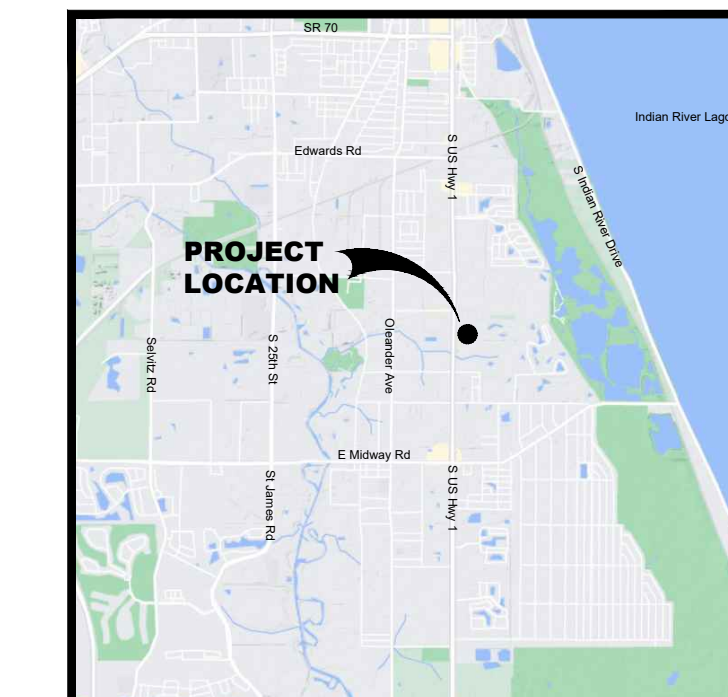 SR 70
Indian River Lago
Edwards Rd
S US Hwy 1
S Indian River Drive
PROJECT
LOCATION
Selvitz Rd
S 25th St
Oleander Ave
E Midway Rd
St James Rd
S US Hwy 1